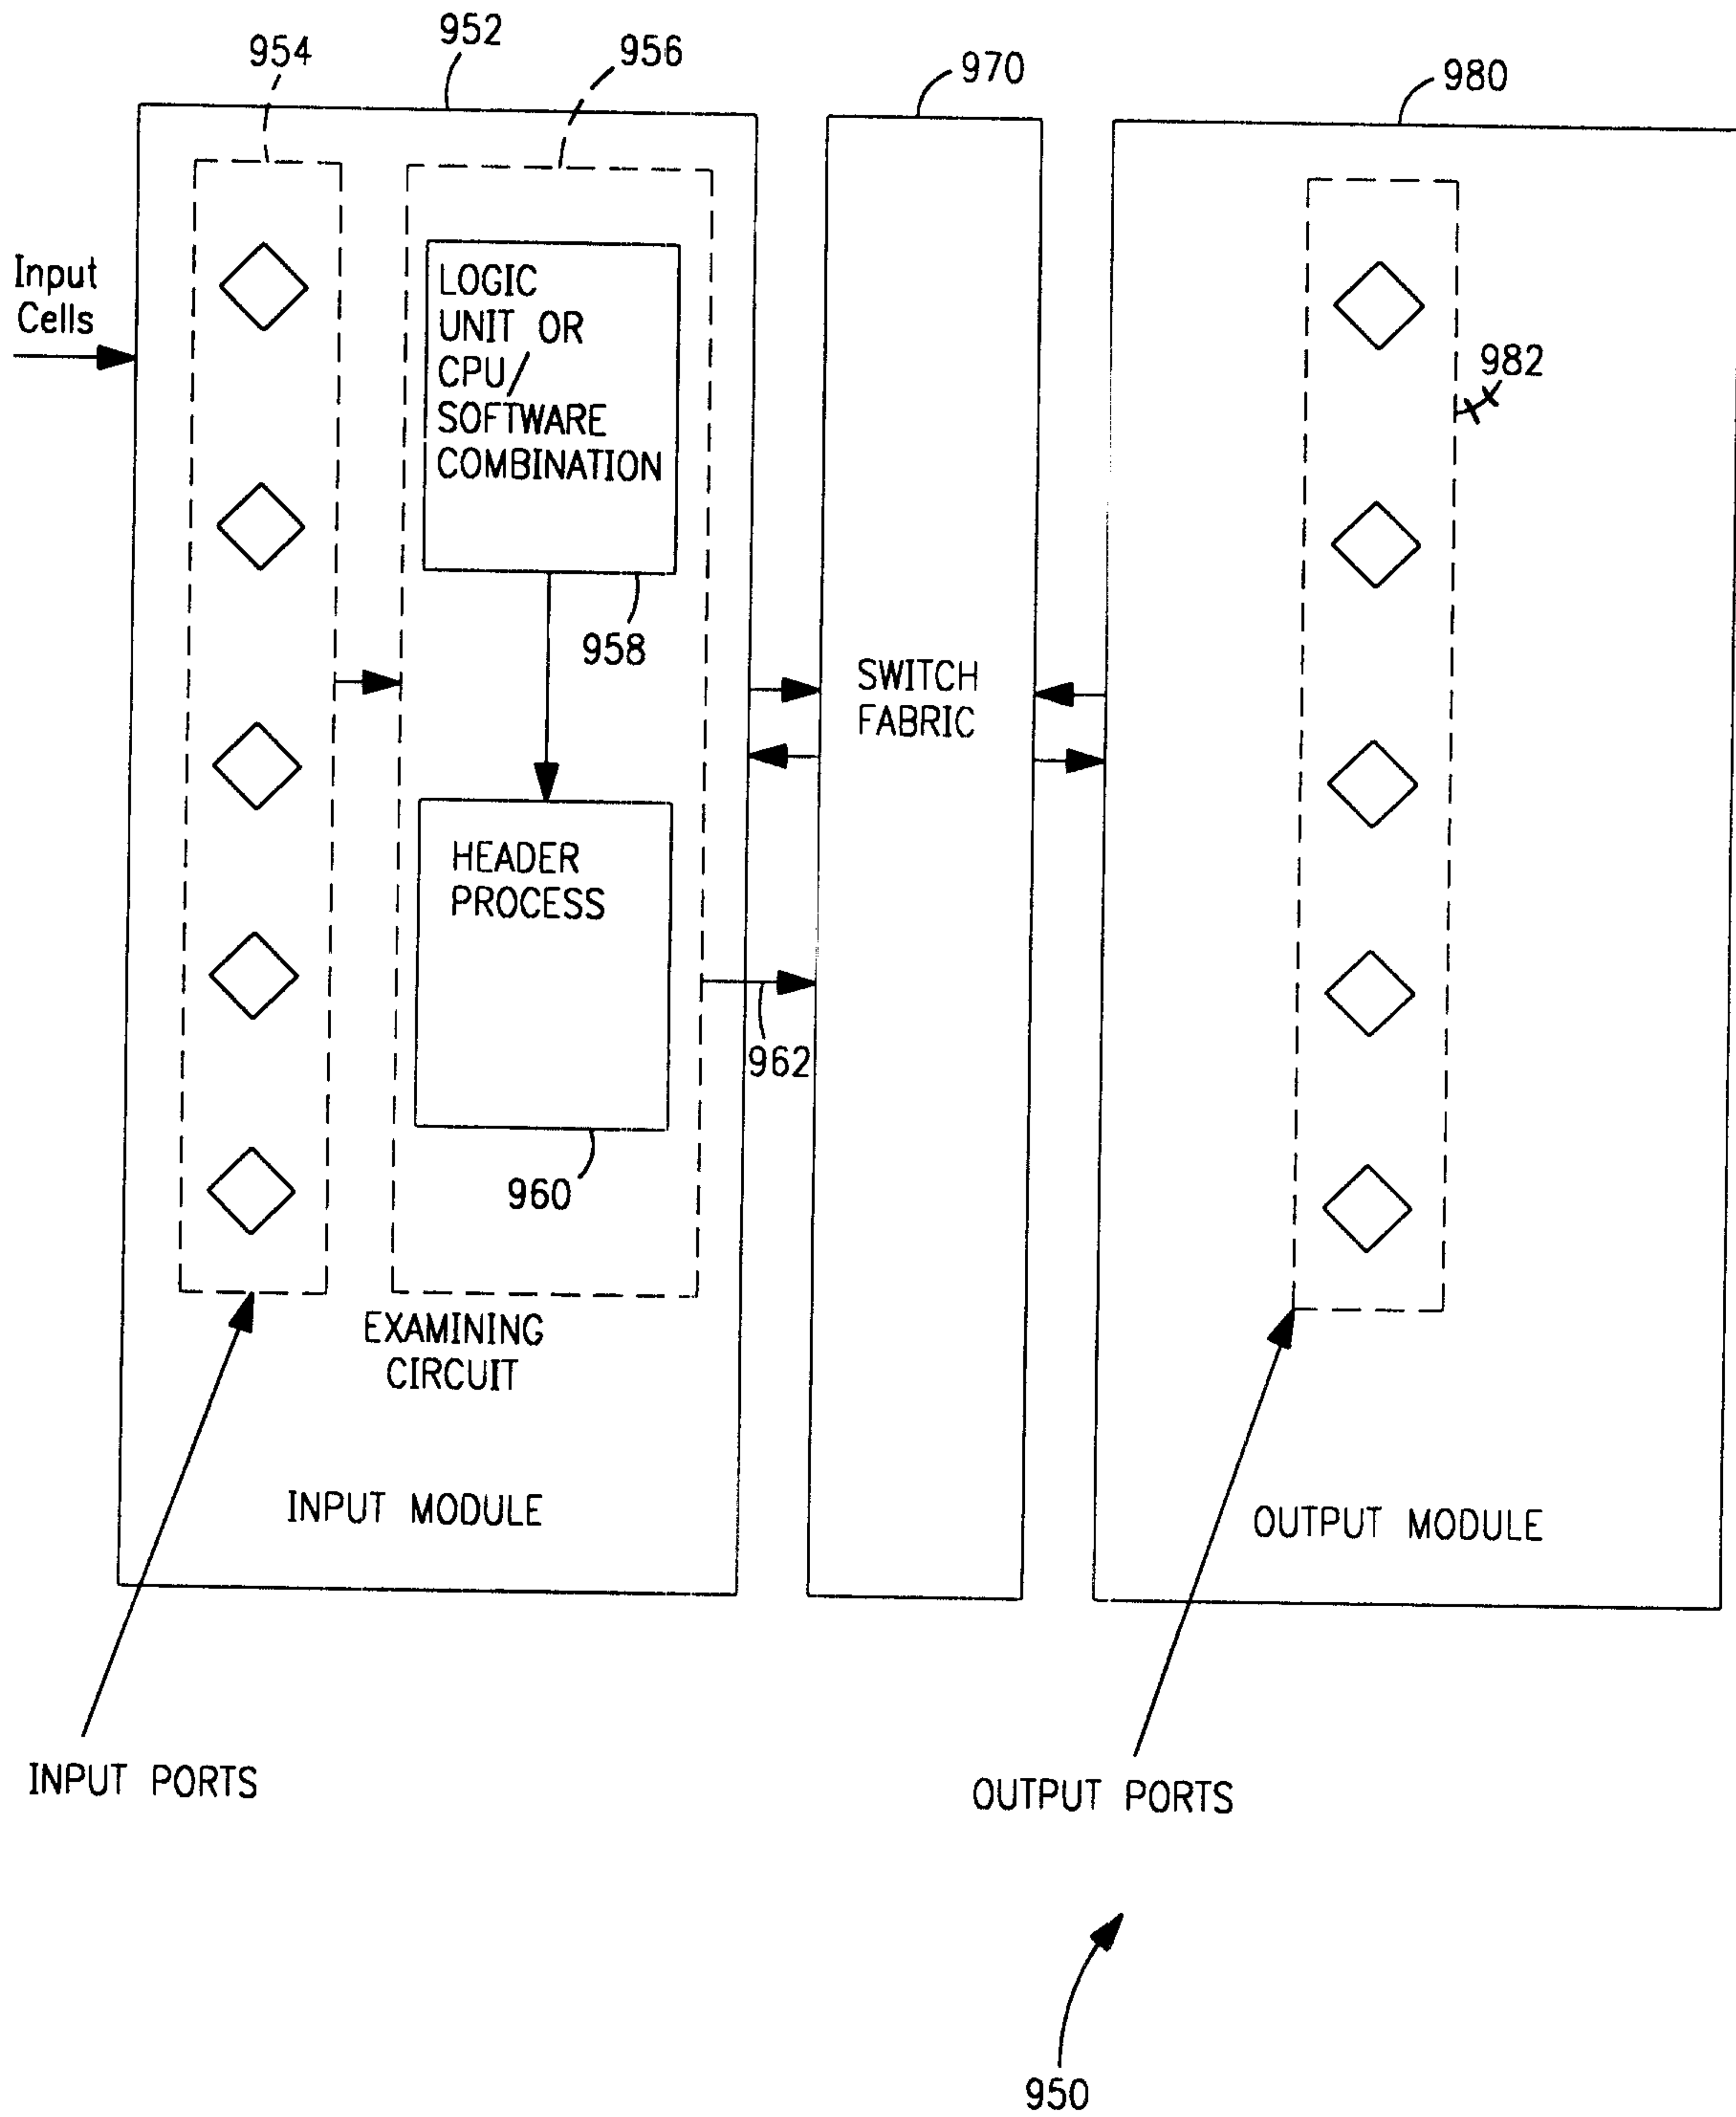 952
954
956
970
980
Input
Cells
LOGIC
UNIT OR
CPU/
SOFTWARE
COMBINATION
982
958
SWITCH
FABRIC
HEADER
PROCESS
962
960
EXAMINING
CIRCUIT
INPUT MODULE
OUTPUT MODULE
INPUT PORTS
OUTPUT PORTS
950